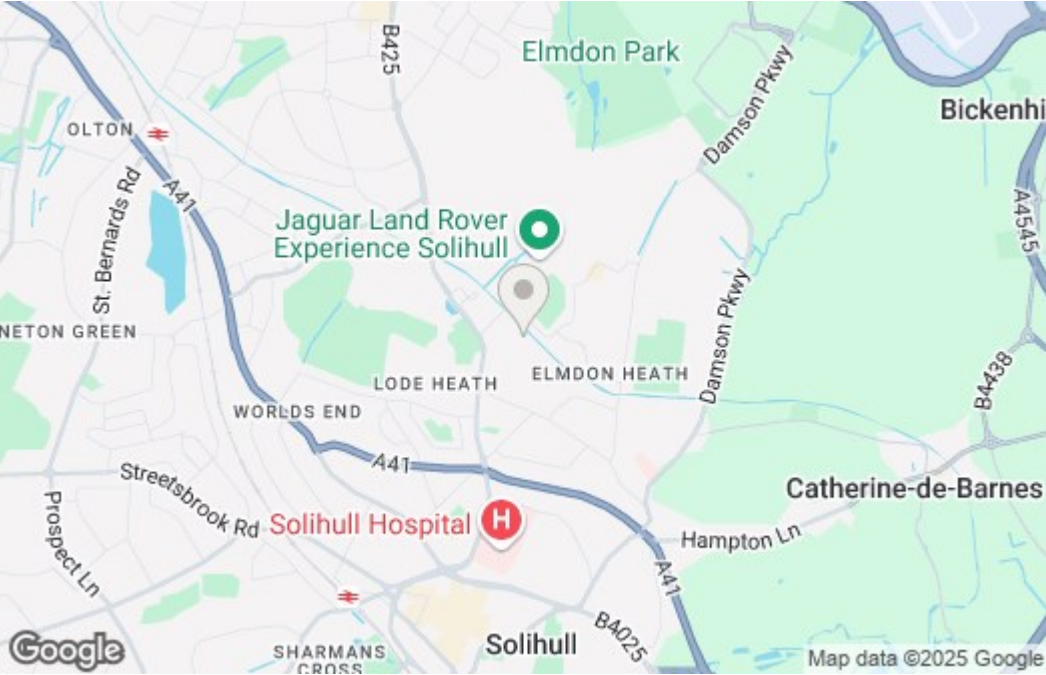 B425
Elmdon Park
Damson Pkwy
Bickenhi
OLTON
A41
St. Bernards Rd
A4545
Jaguar Land Rover
Experience Solihull
NETON GREEN
Damson Pkwy
LODE HEATH
ELMDON HEATH
B4438
WORLDS END
A41
Streetsbrook Rd
Catherine-de-Barnes
Prospect Ln
Solihull Hospital
H
Hampton Ln
A41
B4025
Solihull
SHARMANS
CROSS
Google
Map data ©2025 Google